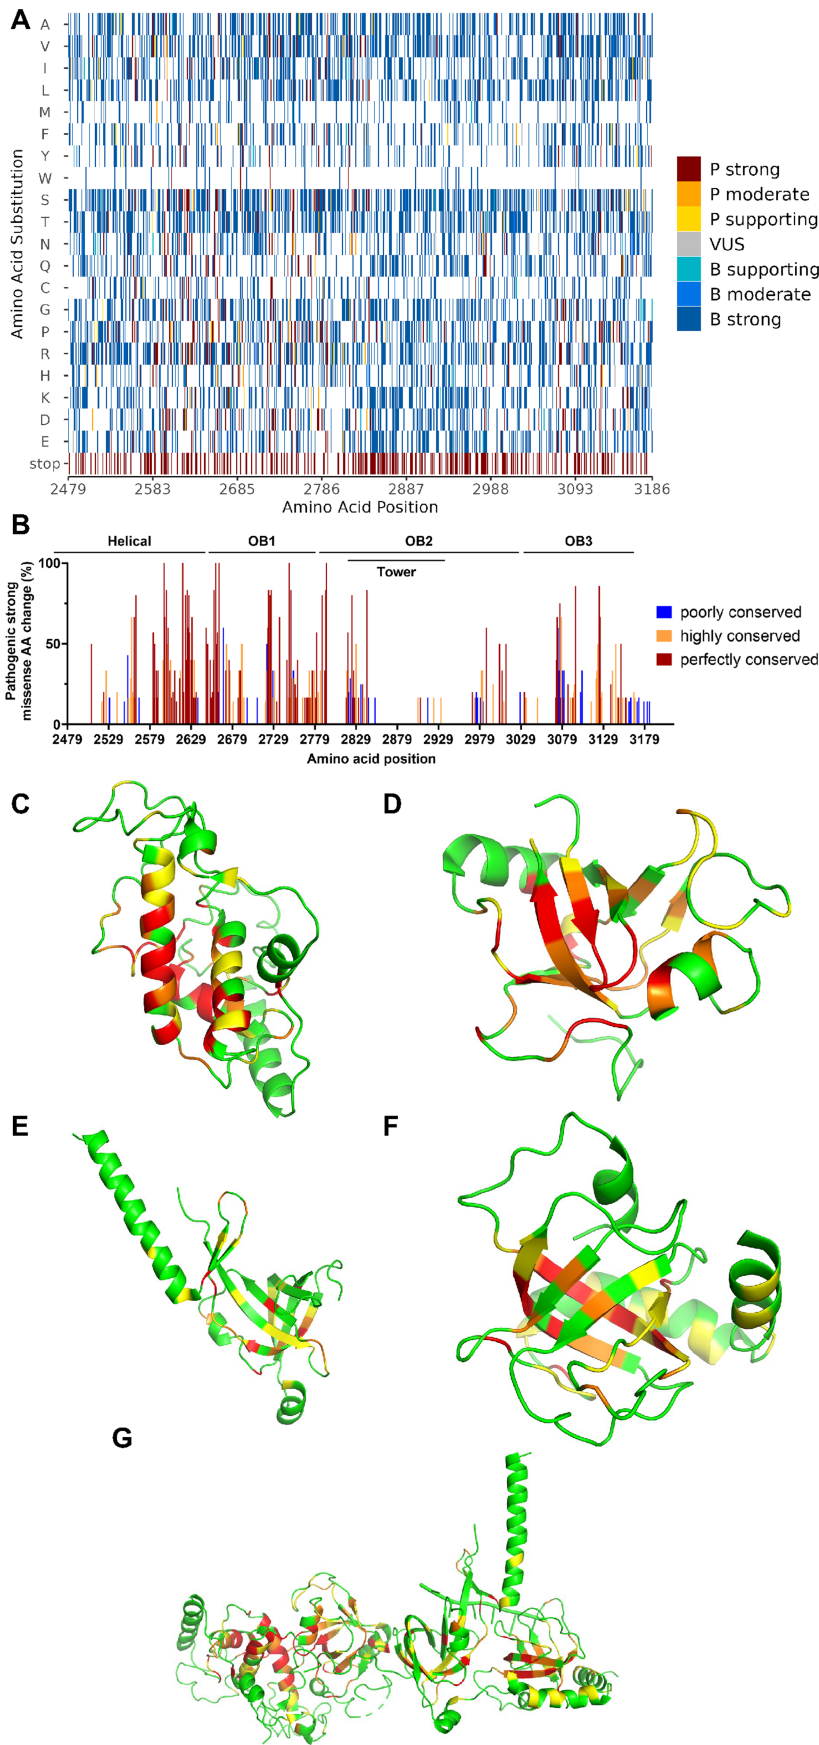 A
Amino Acid Substitution
A
V
I
L
M
F
Y
W
S
T
N
Q
C
G
P
R
H
K
D
E
stop
2479 2583 2685 2786 2887 2988 3093 3186
Amino Acid Position
P strong
P moderate
P supporting
VUS
B supporting
B moderate
B strong
B
Helical OB1 OB2 OB3
Tower
Pathogenic strong
missense AA change (%)
100
50
0
2479 2529 2579 2629 2679 2729 2779 2829 2879 2929 2979 3029 3079 3129 3179
Amino acid position
poorly conserved
highly conserved
perfectly conserved
C
D
E
F
G